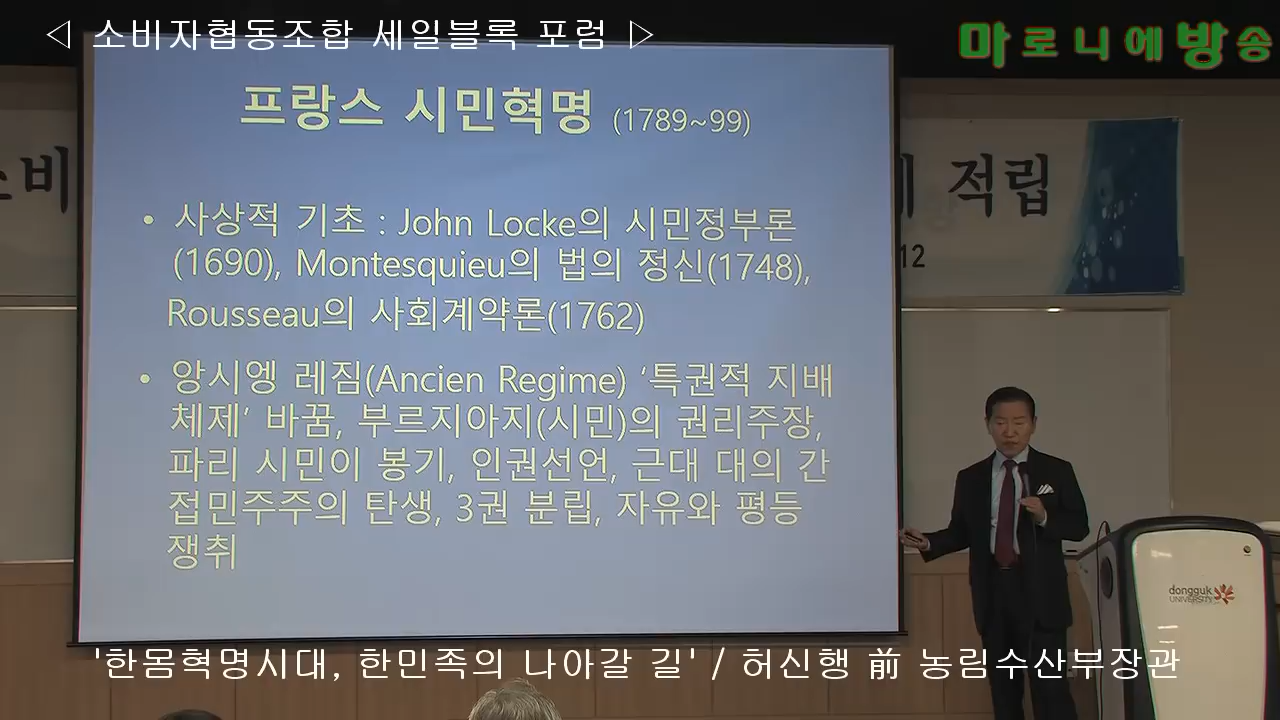 ◁ 소비자협동조합 세일블록 포럼 ▷
마로니에방송
프랑스 시민혁명 (1789~99)
적립
12
• 사상적 기초 : John Locke의 시민정부론
(1690), Montesquieu의 법의 정신(1748),
Rousseau의 사회계약론(1762)
• 앙시엥 레짐(Ancien Regime) ‘특권적 지배
체제’ 바꿈, 부르지아지(시민)의 권리주장,
파리 시민이 봉기, 인권선언, 근대 대의 간
접민주주의 탄생, 3권 분립, 자유와 평등
쟁취
dongguk
UNIVERSITY
'한몸혁명시대, 한민족의 나아갈 길' / 허신행 前 농림수산부장관